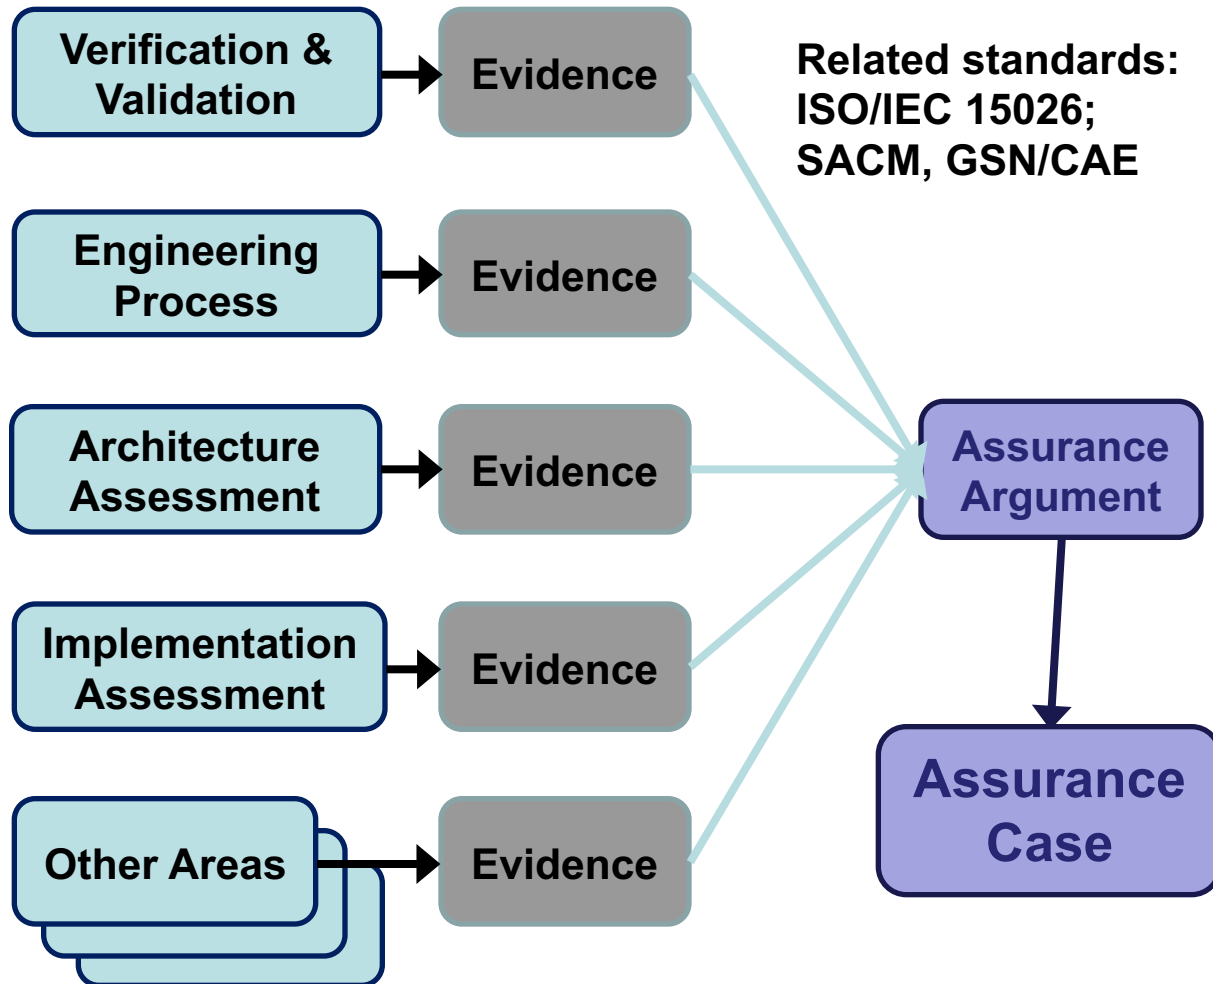 Verification &
Validation
Evidence
Related standards:
ISO/IEC 15026;
SACM, GSN/CAE
Engineering
Process
Evidence
Architecture
Assessment
Evidence
Assurance
Argument
Implementation
Assessment
Evidence
Assurance
Case
Other Areas
Evidence